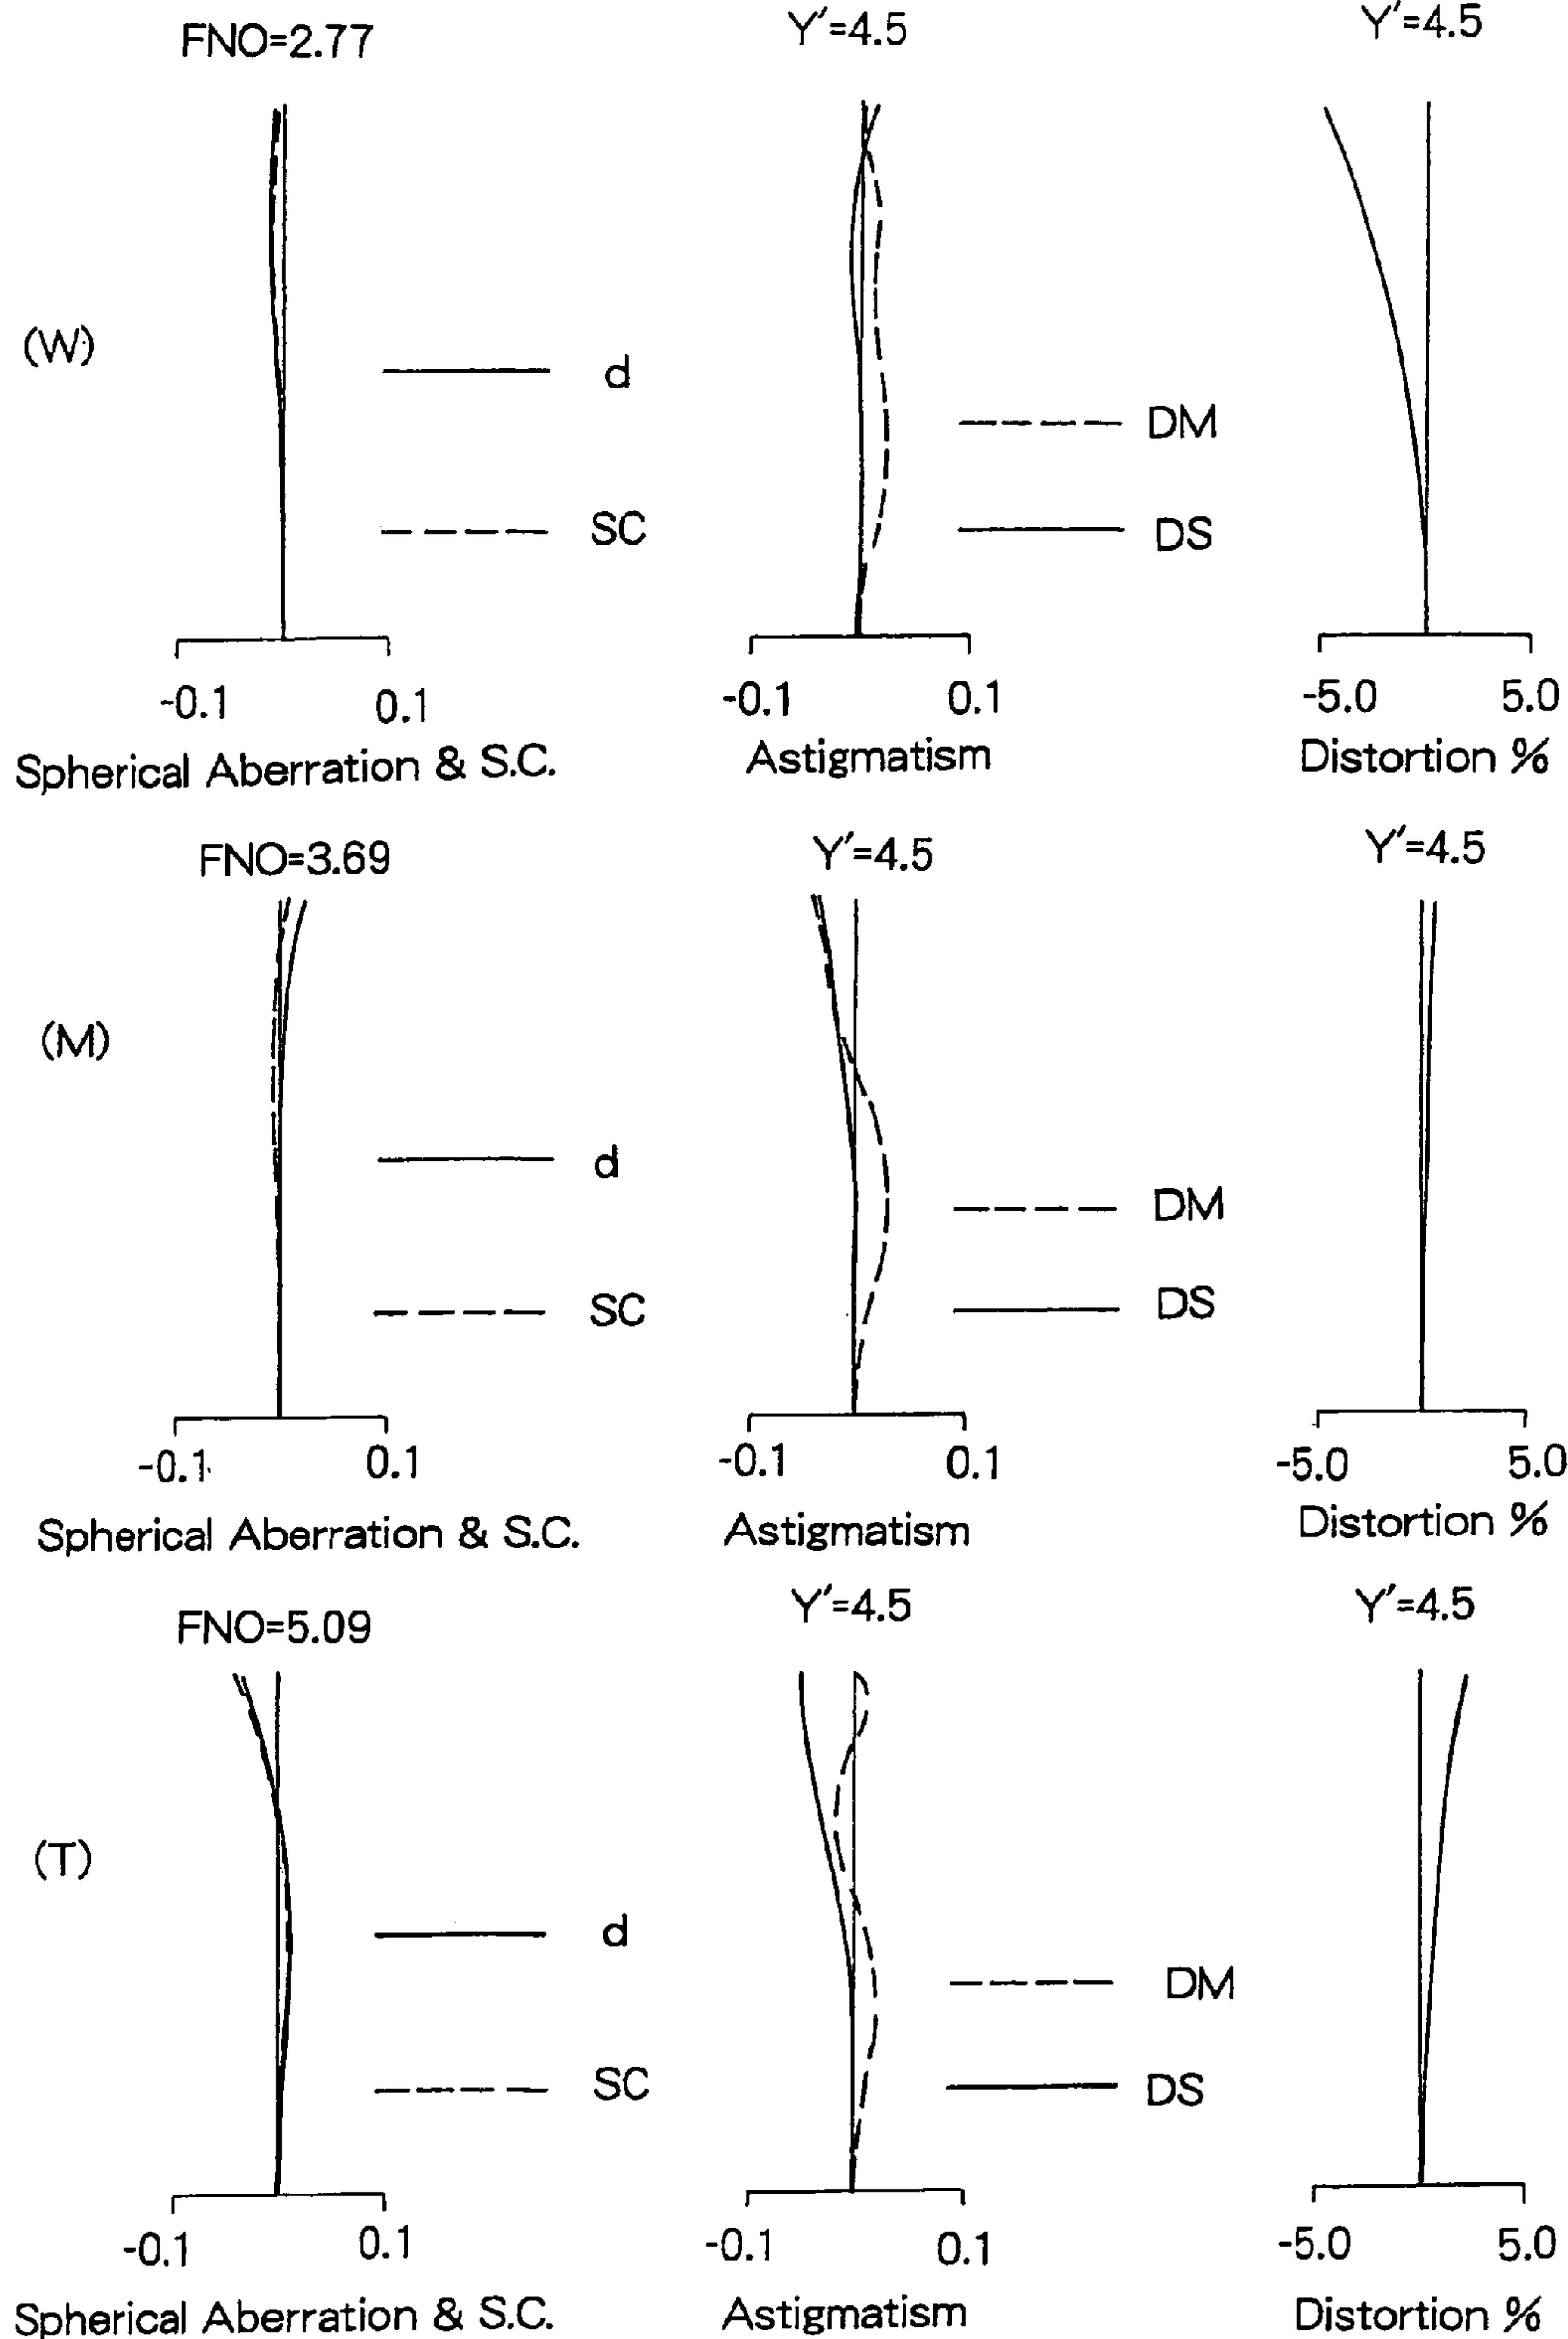 FNO=2.77
Y'=4.5
Y'=4.5
(W)
d
SC
DM
DS
-0.1 0.1
-0.1 0.1
-5.0 5.0
Spherical Aberration & S.C.
Astigmatism
Distortion %
FNO=3.69
Y'=4.5
Y'=4.5
(M)
d
SC
DM
DS
-0.1 0.1
-0.1 0.1
-5.0 5.0
Spherical Aberration & S.C.
Astigmatism
Distortion %
FNO=5.09
Y'=4.5
Y'=4.5
(T)
d
SC
DM
DS
-0.1 0.1
-0.1 0.1
-5.0 5.0
Spherical Aberration & S.C.
Astigmatism
Distortion %